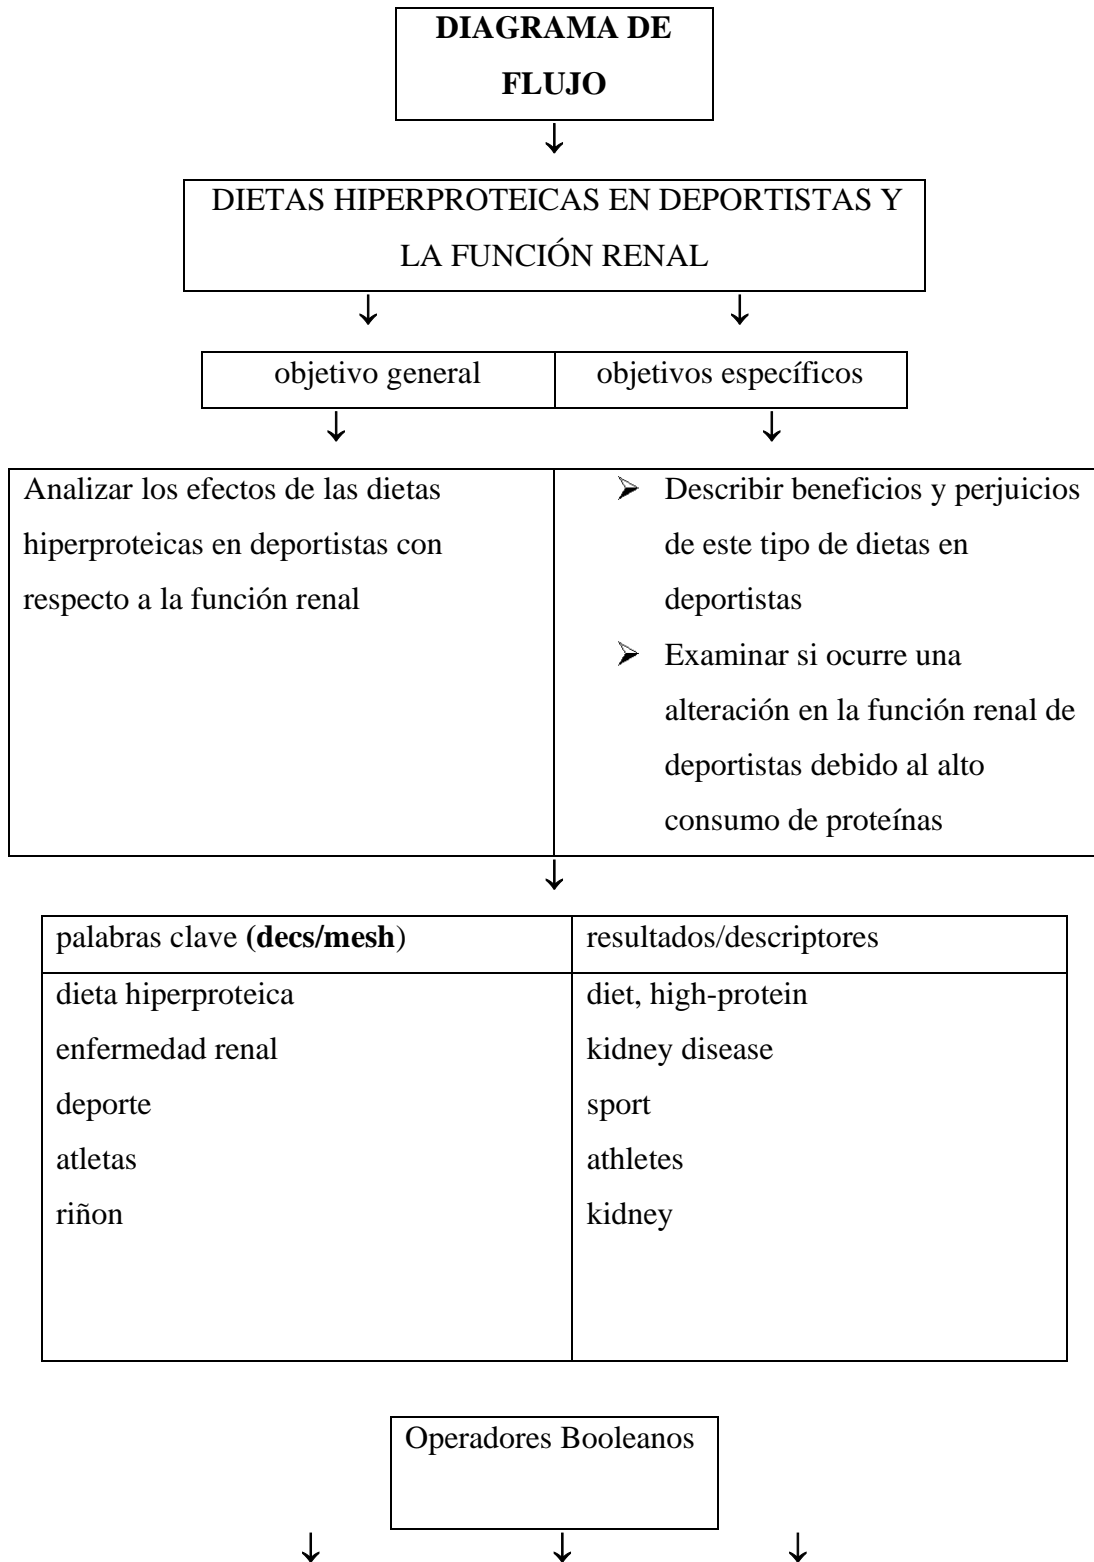 DIAGRAMA DE
FLUJO
DIETAS HIPERPROTEICAS EN DEPORTISTAS Y
LA FUNCIÓN RENAL
objetivo general
objetivos específicos
Analizar los efectos de las dietas
hiperproteicas en deportistas con
respecto a la función renal
➢ Describir beneficios y perjuicios
de este tipo de dietas en
deportistas
➢ Examinar si ocurre una
alteración en la función renal de
deportistas debido al alto
consumo de proteínas
palabras clave (decs/mesh)
resultados/descriptores
dieta hiperproteica
enfermedad renal
deporte
atletas
riñon
diet, high-protein
kidney disease
sport
athletes
kidney
Operadores Booleanos